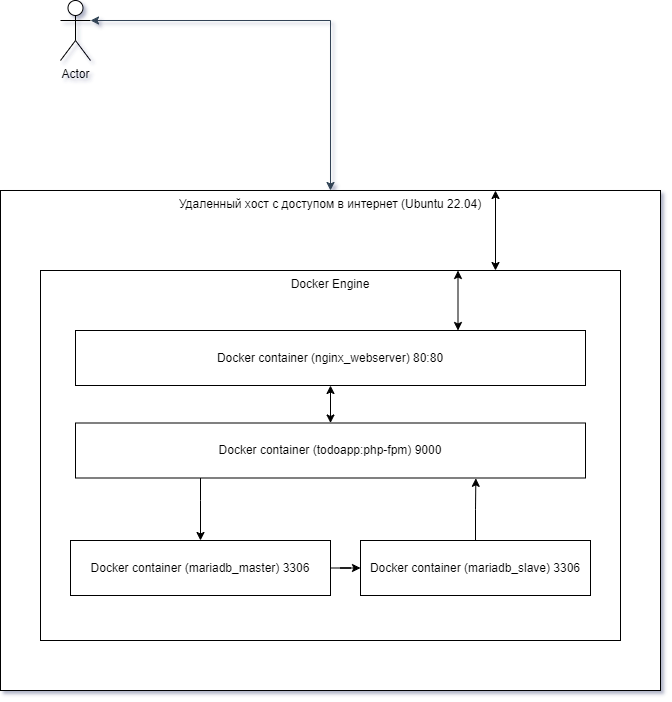 Actor
Удаленный хост с доступом в интернет (Ubuntu 22.04)
Docker Engine
Docker container (nginx_webserver) 80:80
Docker container (todoapp:php-fpm) 9000
Docker container (mariadb_master) 3306
Docker container (mariadb_slave) 3306